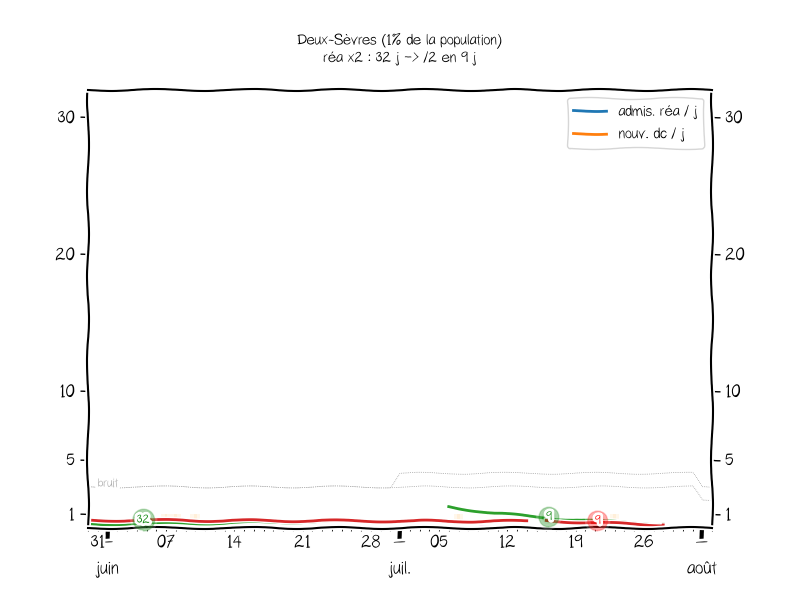 Deux-Sèvres (1% de la population)
réa x2 : 32 j -> /2 en 9 j
admis. réa / j
nouv. dc / j
30 30
20 20
10 10
5 5
bruit
1 1
32 9 9
31 07 14 21 28 05 12 19 26
juin juil. août